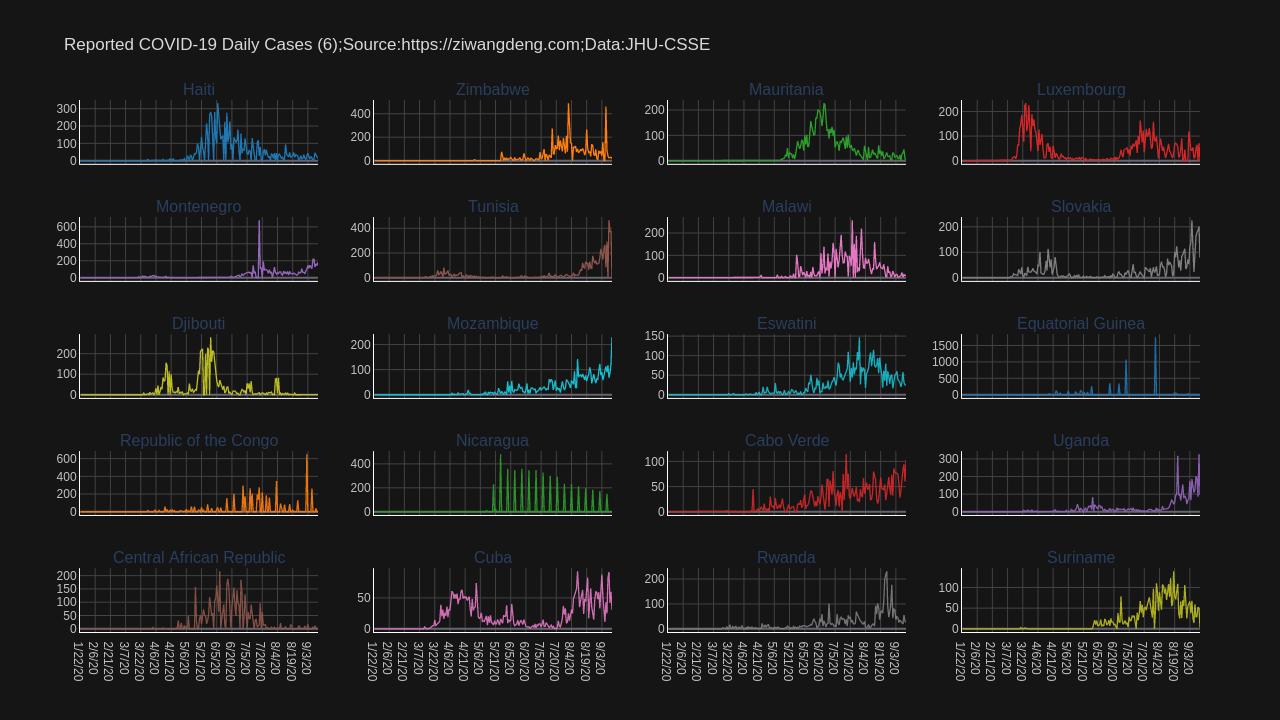 Reported COVID-19 Daily Cases (6);Source:https://ziwangdeng.com;Data:JHU-CSSE
Haiti Zimbabwe Mauritania Luxembourg
300 200 100 0
400 200 0
200 100 0
200 100 0
Montenegro Tunisia Malawi Slovakia
600 400 200 0
400 200 0
200 100 0
200 100 0
Djibouti Mozambique Eswatini Equatorial Guinea
200 100 0
200 100 0
150 100 50 0
1500 1000 500 0
Republic of the Congo Nicaragua Cabo Verde Uganda
600 400 200 0
400 200 0
100 50 0
300 200 100 0
Central African Republic Cuba Rwanda Suriname
200 150 100 50 0
50 0
200 100 0
100 50 0
1/22/20 2/6/20 2/21/20 3/7/20 3/22/20 4/6/20 4/21/20 5/6/20 5/21/20 6/5/20 6/20/20 7/5/20 7/20/20 8/4/20 8/19/20 9/3/20
1/22/20 2/6/20 2/21/20 3/7/20 3/22/20 4/6/20 4/21/20 5/6/20 5/21/20 6/5/20 6/20/20 7/5/20 7/20/20 8/4/20 8/19/20 9/3/20
1/22/20 2/6/20 2/21/20 3/7/20 3/22/20 4/6/20 4/21/20 5/6/20 5/21/20 6/5/20 6/20/20 7/5/20 7/20/20 8/4/20 8/19/20 9/3/20
1/22/20 2/6/20 2/21/20 3/7/20 3/22/20 4/6/20 4/21/20 5/6/20 5/21/20 6/5/20 6/20/20 7/5/20 7/20/20 8/4/20 8/19/20 9/3/20